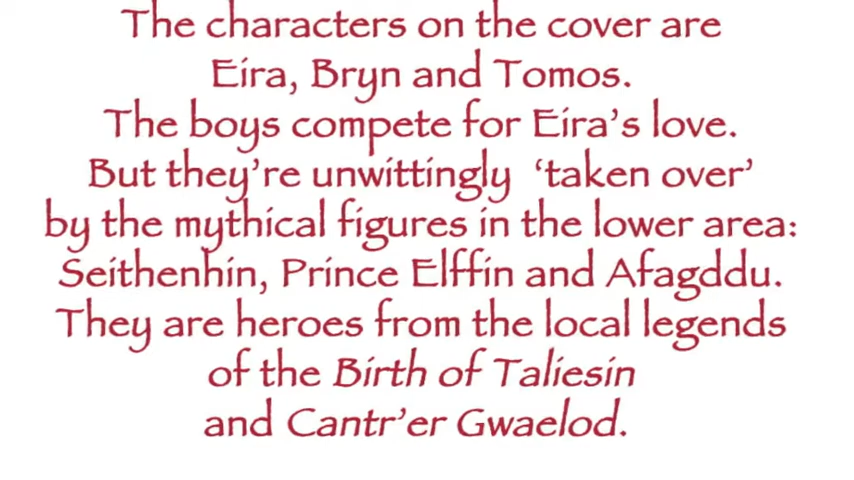 The characters on the cover are
Eira, Bryn and Tomos.
The boys compete for Eira's love.
But they're unwittingly 'taken over'
by the mythical figures in the lower area:
Seithenhin, Prince Elffin and Afagddu.
They are heroes from the local legends
of the Birth of Taliesin
and Cantr'er Gwaelod.